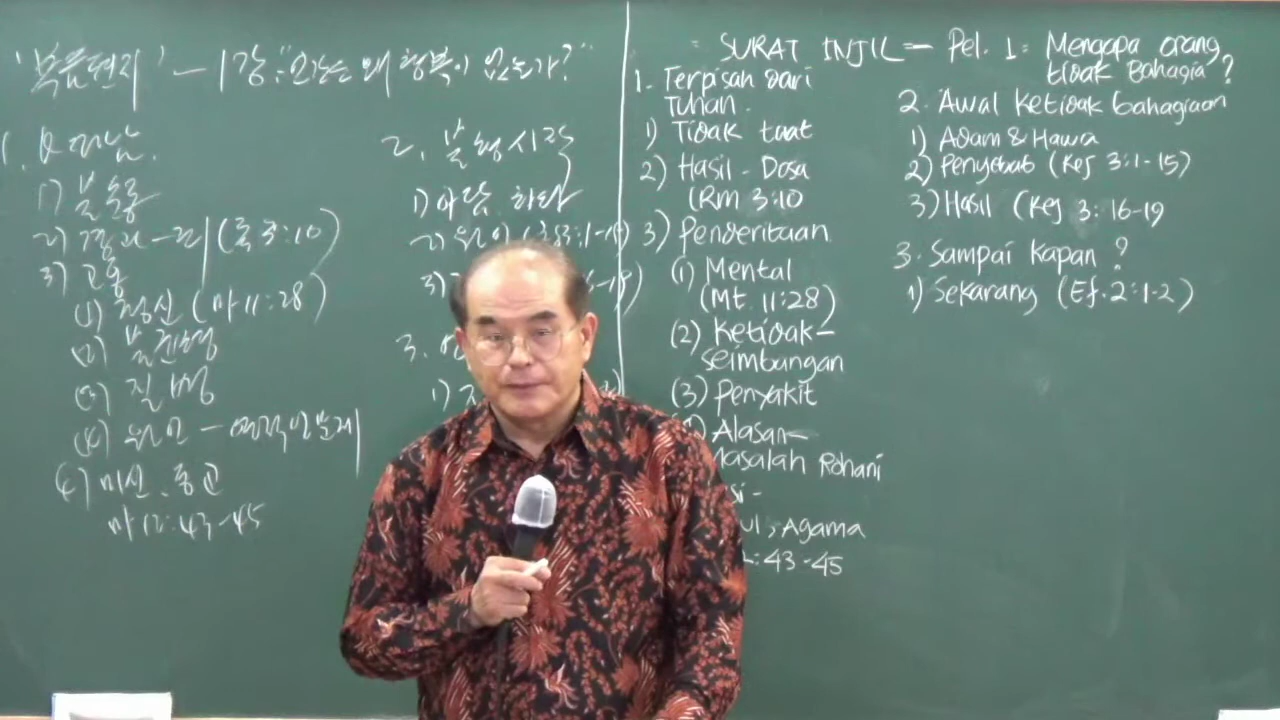 '복음편지' – 1강: "인간은 왜 행복이 없는가?"
1. 
1) 불순종
2) 결과 – 죄 (롬 3:10)
3) 고통
(1) 정신 (마 11:28)
(2) 불균형
(3) 질병
(4) 원인 – 영적인 문제
(5) 미신, 종교
마 12:43-45
2. 불행 시작
1) 아담, 하와
2) 원인
3)
3.
1)
SURAT INJIL – Pel. 1: Mengapa orang
tidak Bahagia?
1. Terpisah dari
Tuhan.
1) Tidak taat
2) Hasil - Dosa
(Rm 3:10
3) Penderitaan
(1) Mental
(Mt. 11:28)
(2) Ketidak-
seimbangan
(3) Penyakit
Alasan-
Masalah Rohani
Agama
:43-45
2. Awal Ketidak bahagiaan
1) Adam & Hawa
2) Penyebab (Kej 3:1-15)
3) Hasil (Kej 3:16-19
3. Sampai Kapan?
1) Sekarang (Ef. 2:1-2)